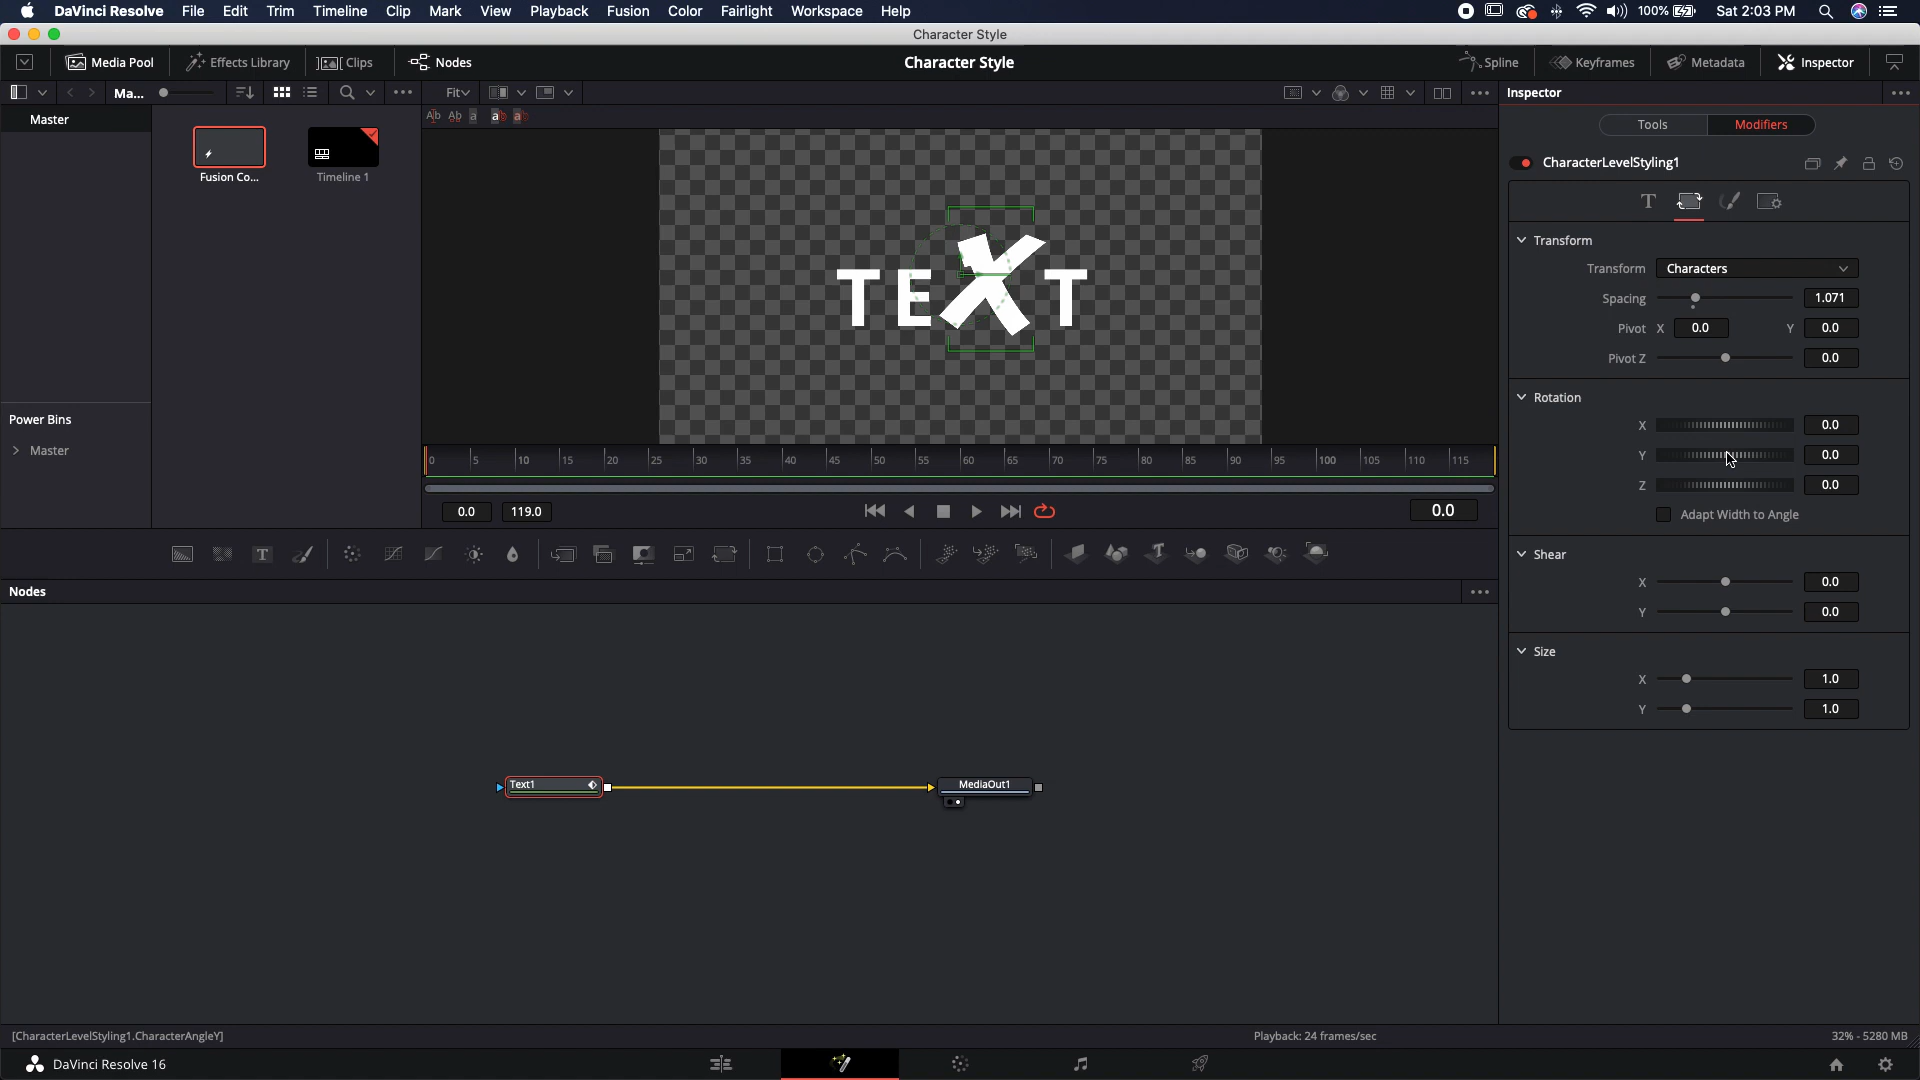 DaVinci Resolve File Edit Trim Timeline Clip Mark View Playback Fusion Color Fairlight Workspace Help 100% Sat 2:03 PM
Character Style
Media Pool Effects Library Clips Nodes Character Style Spline Keyframes Metadata Inspector
Ma... Fit Inspector
Master
Tools Modifiers
CharacterLevelStyling1
Fusion Co... Timeline 1
TEXT
Transform
Transform Characters
Spacing 1.071
Pivot X 0.0 Y 0.0
Pivot Z 0.0
Rotation
X 0.0
Y 0.0
Z 0.0
Adapt Width to Angle
Shear
X 0.0
Y 0.0
Size
X 1.0
Y 1.0
Power Bins
Master
0 5 10 15 20 25 30 35 40 45 50 55 60 65 70 75 80 85 90 95 100 105 110 115
0.0 119.0 0.0
Nodes
Text1 MediaOut1
[CharacterLevelStyling1.CharacterAngleY] Playback: 24 frames/sec 32% - 5280 MB
DaVinci Resolve 16